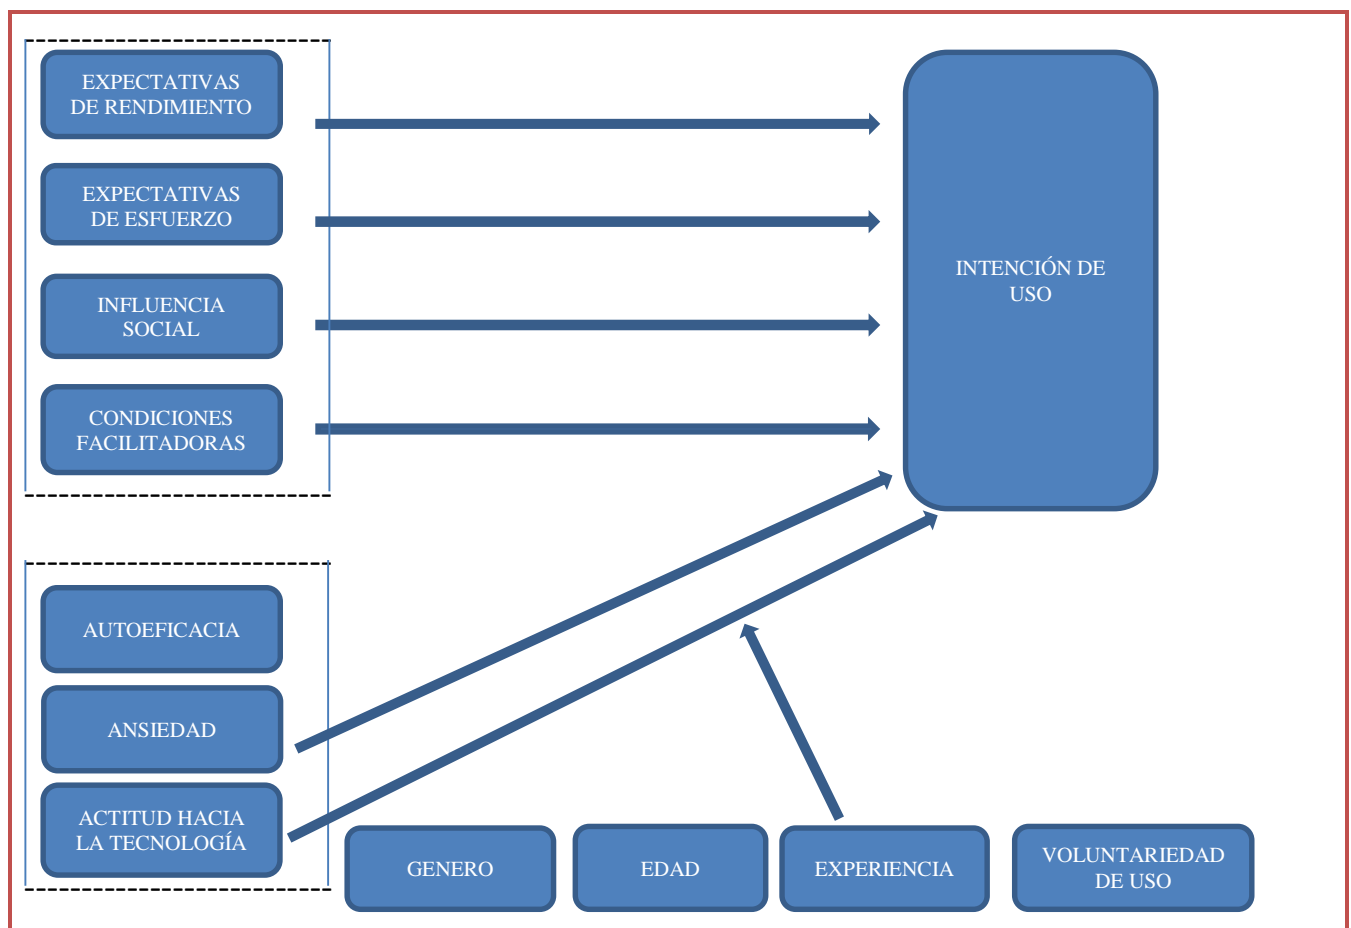 EXPECTATIVAS
DE RENDIMIENTO
EXPECTATIVAS
DE ESFUERZO
INFLUENCIA
SOCIAL
CONDICIONES
FACILITADORAS
INTENCIÓN DE
USO
AUTOEFICACIA
ANSIEDAD
ACTITUD HACIA
LA TECNOLOGÍA
GENERO
EDAD
EXPERIENCIA
VOLUNTARIEDAD
DE USO